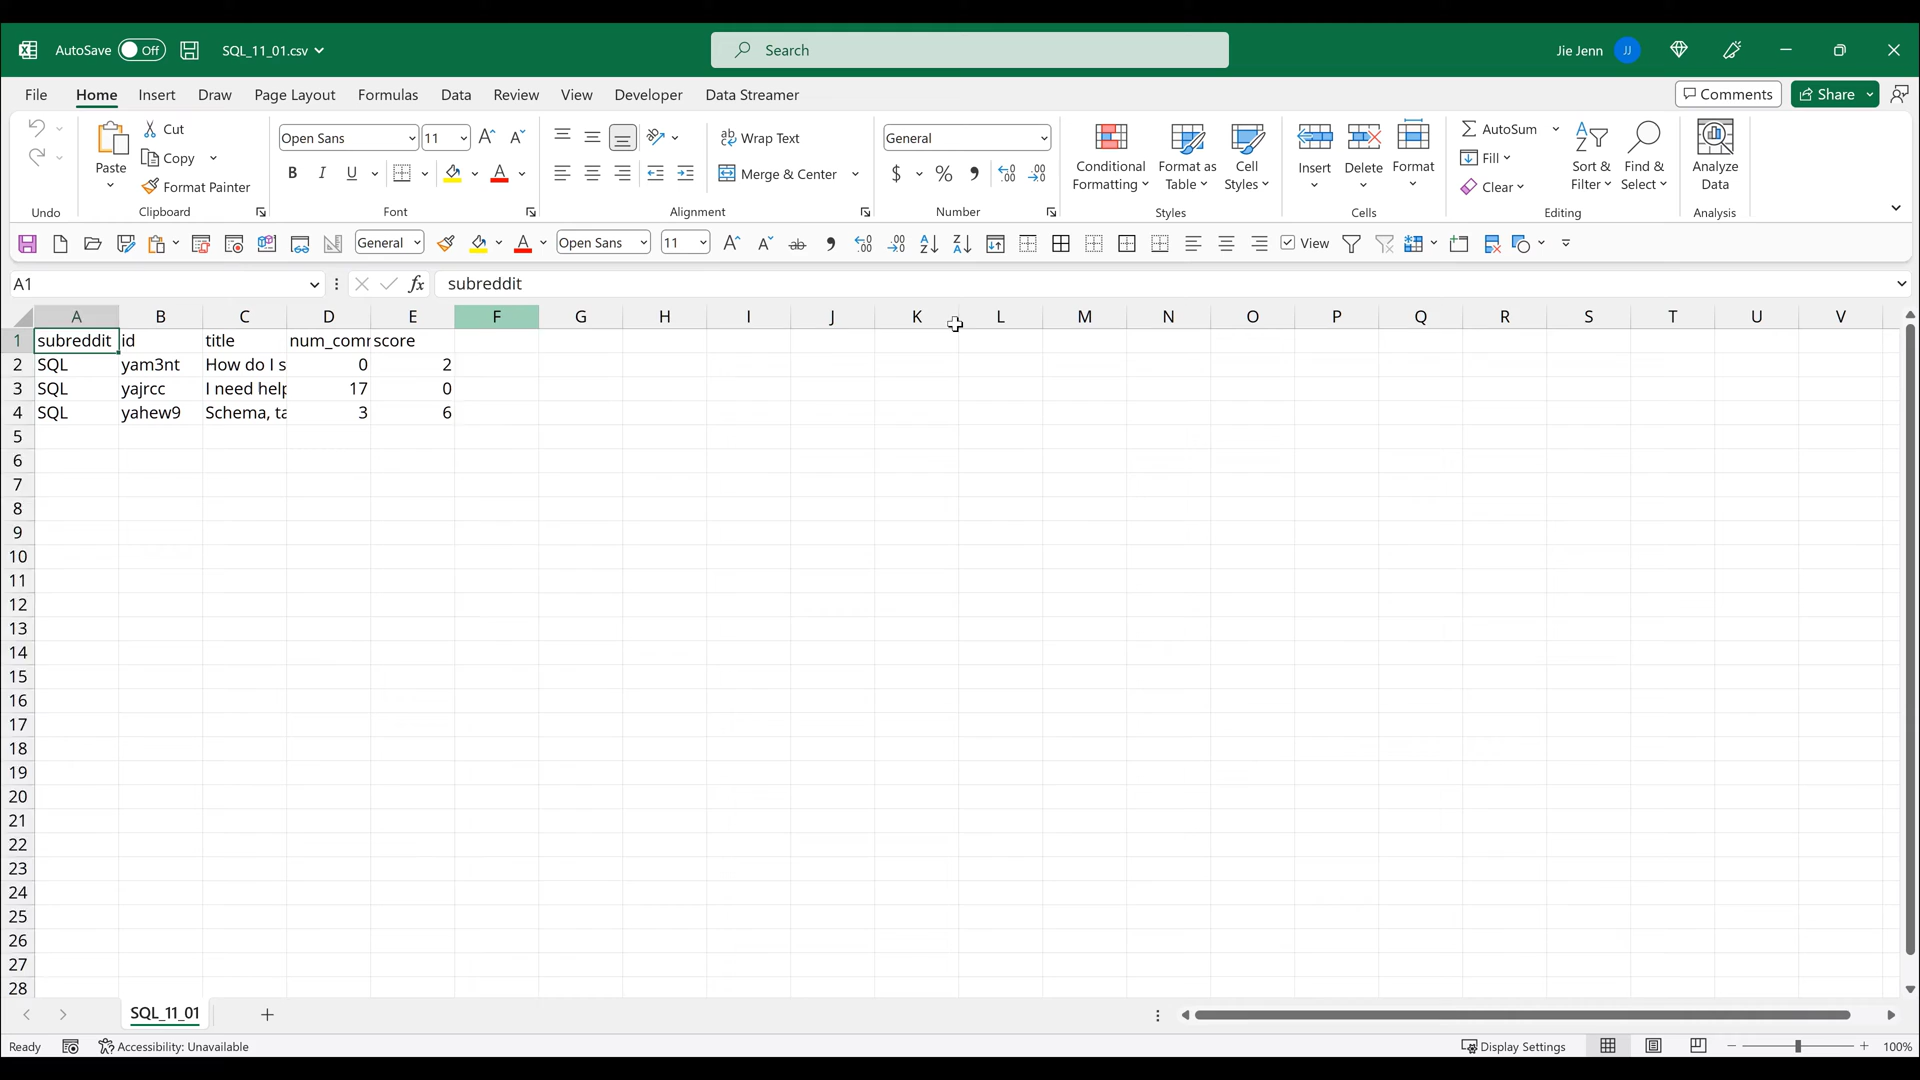 AutoSave Off SQL_11_01.csv Search Jie Jenn JJ
File Home Insert Draw Page Layout Formulas Data Review View Developer Data Streamer Comments Share
Paste Cut Copy Format Painter
Open Sans 11 B I U
ab Wrap Text Merge & Center
General $ % ,
Conditional Formatting Format as Table Cell Styles
Insert Delete Format
AutoSum Fill Clear Sort & Filter Find & Select
Analyze Data
Undo Clipboard Font Alignment Number Styles Cells Editing Analysis
General Open Sans 11 View
A1 fx subreddit
A B C D E F G H I J K L M N O P Q R S T U V
1 subreddit id title num_comm score
2 SQL yam3nt How do I s 0 2
3 SQL yajrcc I need help 17 0
4 SQL yahew9 Schema, ta 3 6
5
6
7
8
9
10
11
12
13
14
15
16
17
18
19
20
21
22
23
24
25
26
27
28
SQL_11_01
Ready Accessibility: Unavailable Display Settings 100%